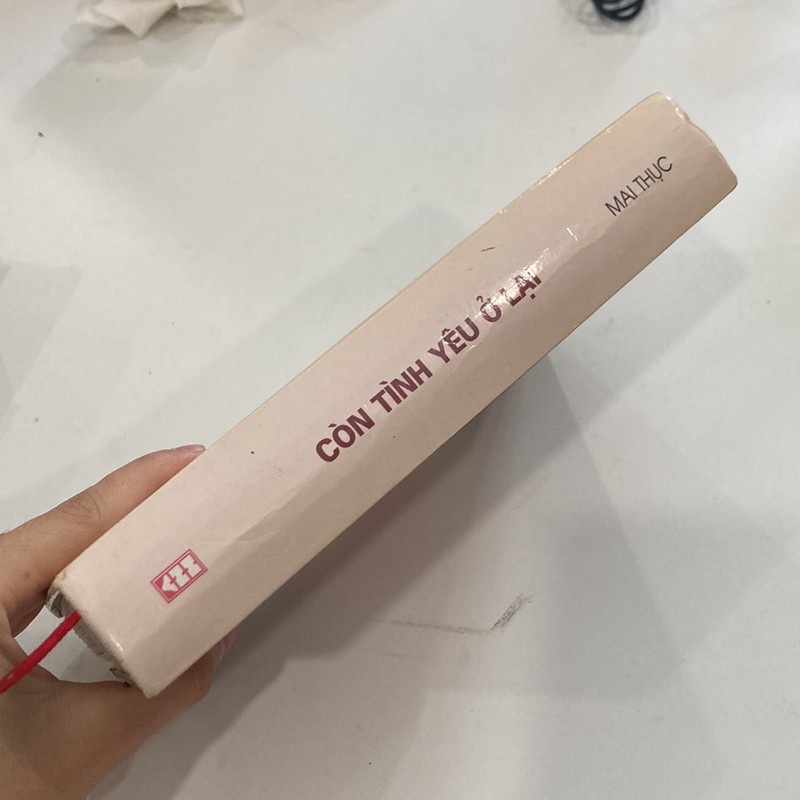 MAI THỤC
CÒN TÌNH YÊU Ở LẠI